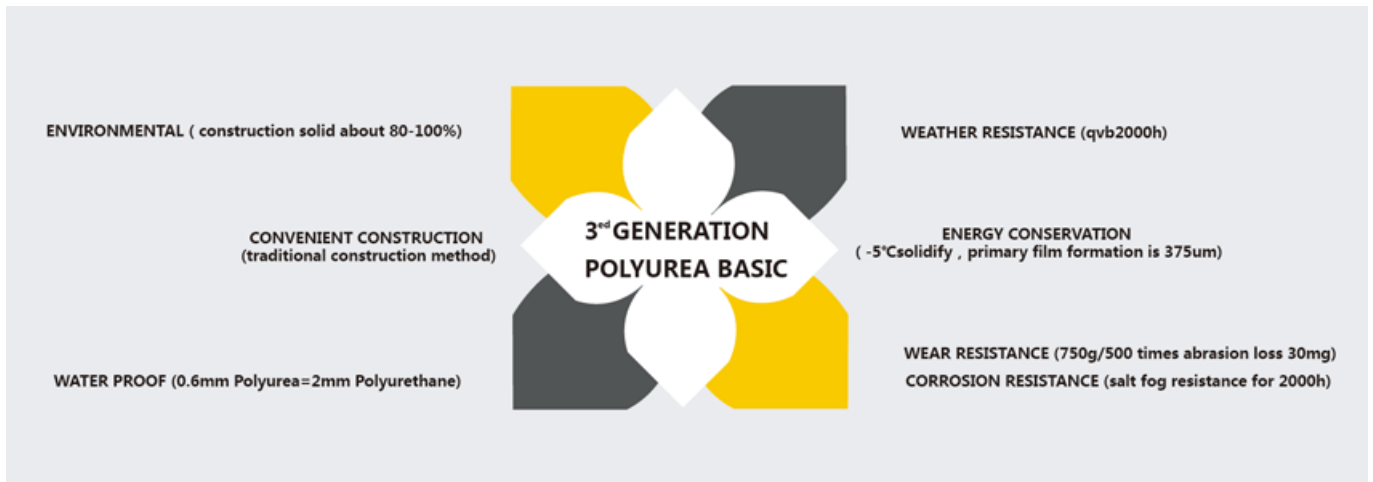 ENVIRONMENTAL ( construction solid about 80-100%)
CONVENIENT CONSTRUCTION
(traditional construction method)
WATER PROOF (0.6mm Polyurea=2mm Polyurethane)
3ed GENERATION
POLYUREA BASIC
WEATHER RESISTANCE (qvb2000h)
ENERGY CONSERVATION
( -5℃solidify , primary film formation is 375um)
WEAR RESISTANCE (750g/500 times abrasion loss 30mg)
CORROSION RESISTANCE (salt fog resistance for 2000h)